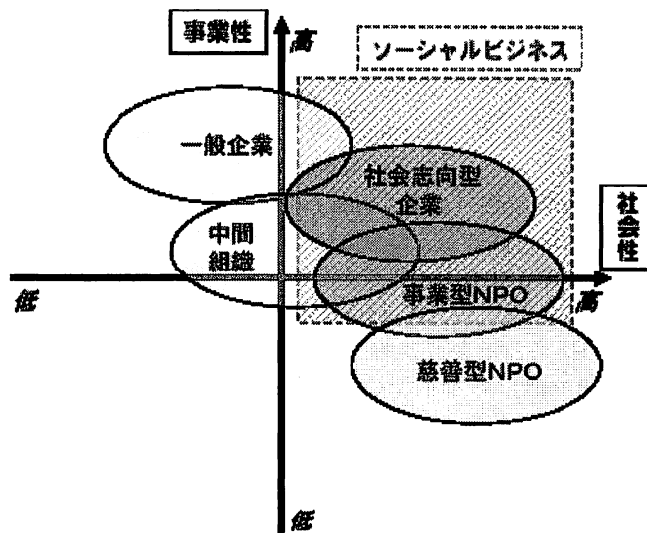 事業性
高
ソーシャルビジネス
一般企業
社会志向型
企業
社会性
中間
組織
低
事業型NPO
高
慈善型NPO
低